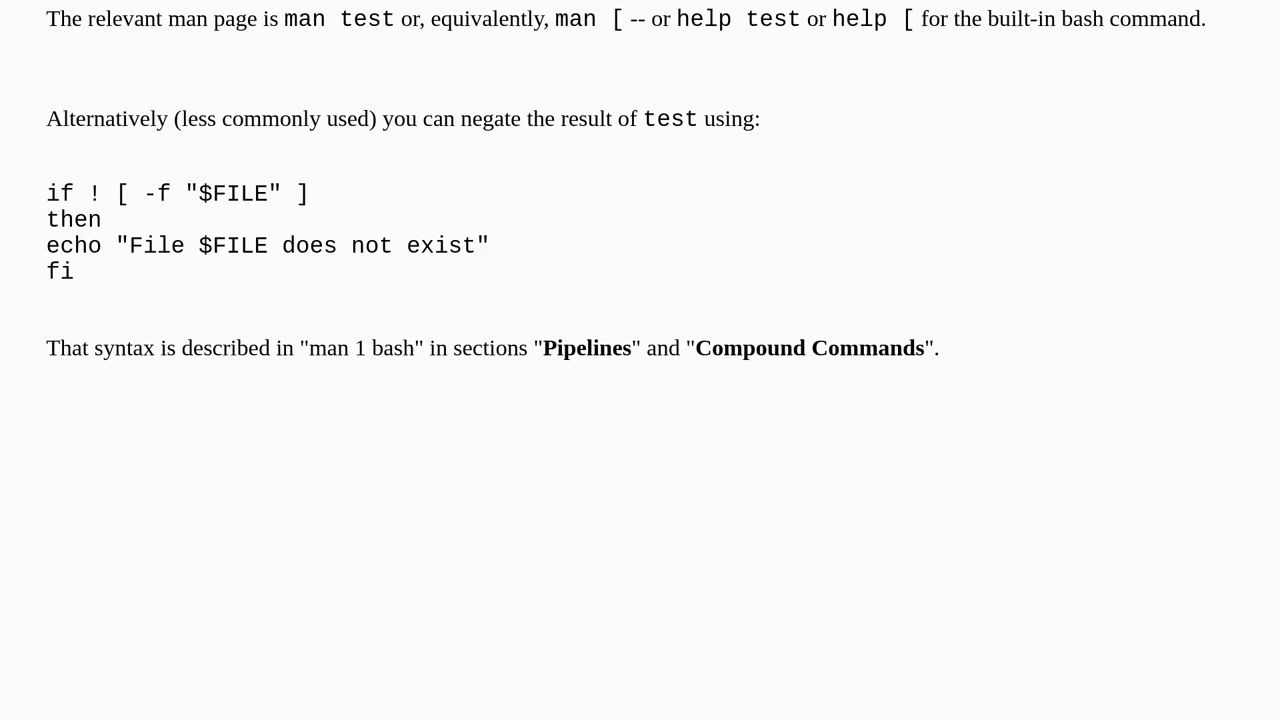 The relevant man page is man test or, equivalently, man [ -- or help test or help [ for the built-in bash command.
Alternatively (less commonly used) you can negate the result of test using:
if ! [ -f "$FILE" ]
then
echo "File $FILE does not exist"
fi
That syntax is described in "man 1 bash" in sections "Pipelines" and "Compound Commands".